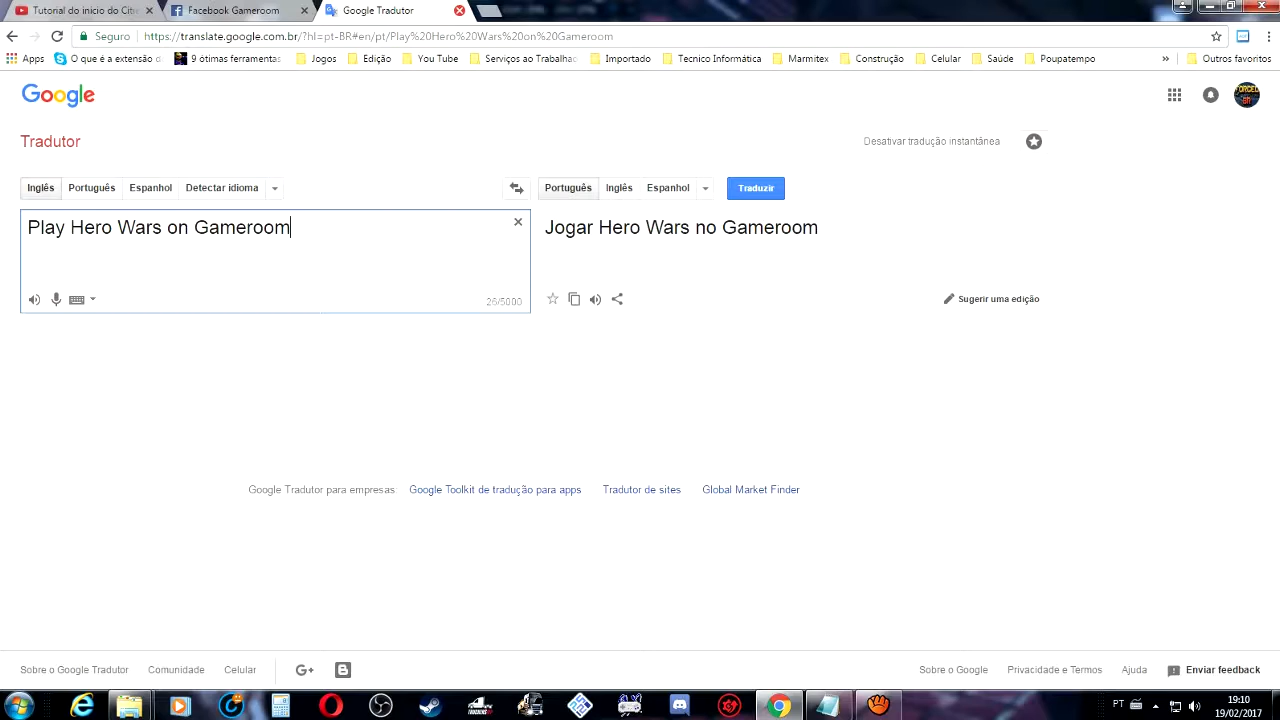 Tutorial do início do Cit
Facebook Gameroom
Google Tradutor
Seguro
https://translate.google.com.br/?hl=pt-BR#en/pt/Play%20Hero%20Wars%20on%20Gameroom
Apps O que é a extensão d 9 ótimas ferramentas Jogos Edição You Tube Serviços ao Trabalhac Importado Tecnico Informática Marmitex Construção Celular Saúde Poupatempo » Outros favoritos
Google
Tradutor
Desativar tradução instantânea
Inglês Português Espanhol Detectar idioma
Português Inglês Espanhol Traduzir
Play Hero Wars on Gameroom
Jogar Hero Wars no Gameroom
26/5000
Sugerir uma edição
Google Tradutor para empresas Google Toolkit de tradução para apps Tradutor de sites Global Market Finder
Sobre o Google Tradutor Comunidade Celular G+
Sobre o Google Privacidade e Termos Ajuda Enviar feedback
PT
19:10
19/02/2017